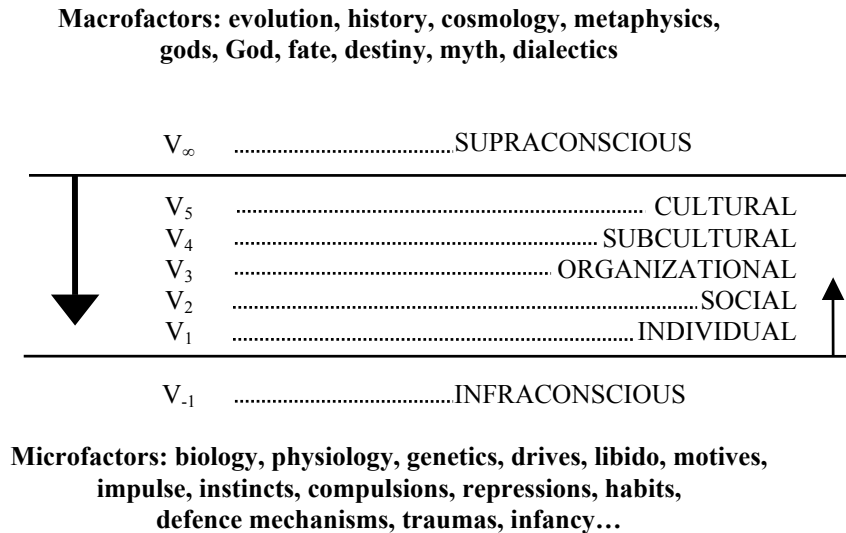 Macrofactors: evolution, history, cosmology, metaphysics,
gods, God, fate, destiny, myth, dialectics
V∞ ........................................ SUPRACONSCIOUS
V5 ........................................ CULTURAL
V4 ........................................ SUBCULTURAL
V3 ........................................ ORGANIZATIONAL
V2 ........................................ SOCIAL
V1 ........................................ INDIVIDUAL
V-1 ........................................ INFRACONSCIOUS
Microfactors: biology, physiology, genetics, drives, libido, motives,
impulse, instincts, compulsions, repressions, habits,
defence mechanisms, traumas, infancy…